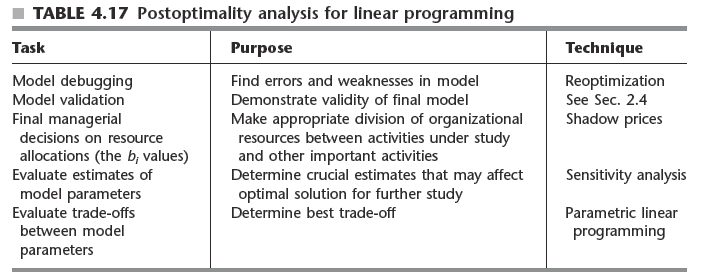 TABLE 4.17 Postoptimality analysis for linear programming
Task Purpose Technique
Model debugging Find errors and weaknesses in model Reoptimization
Model validation Demonstrate validity of final model See Sec. 2.4
Final managerial Make appropriate division of organizational Shadow prices
decisions on resource resources between activities under study
allocations (the bi values) and other important activities
Evaluate estimates of Determine crucial estimates that may affect Sensitivity analysis
model parameters optimal solution for further study
Evaluate trade-offs Determine best trade-off Parametric linear
between model programming
parameters